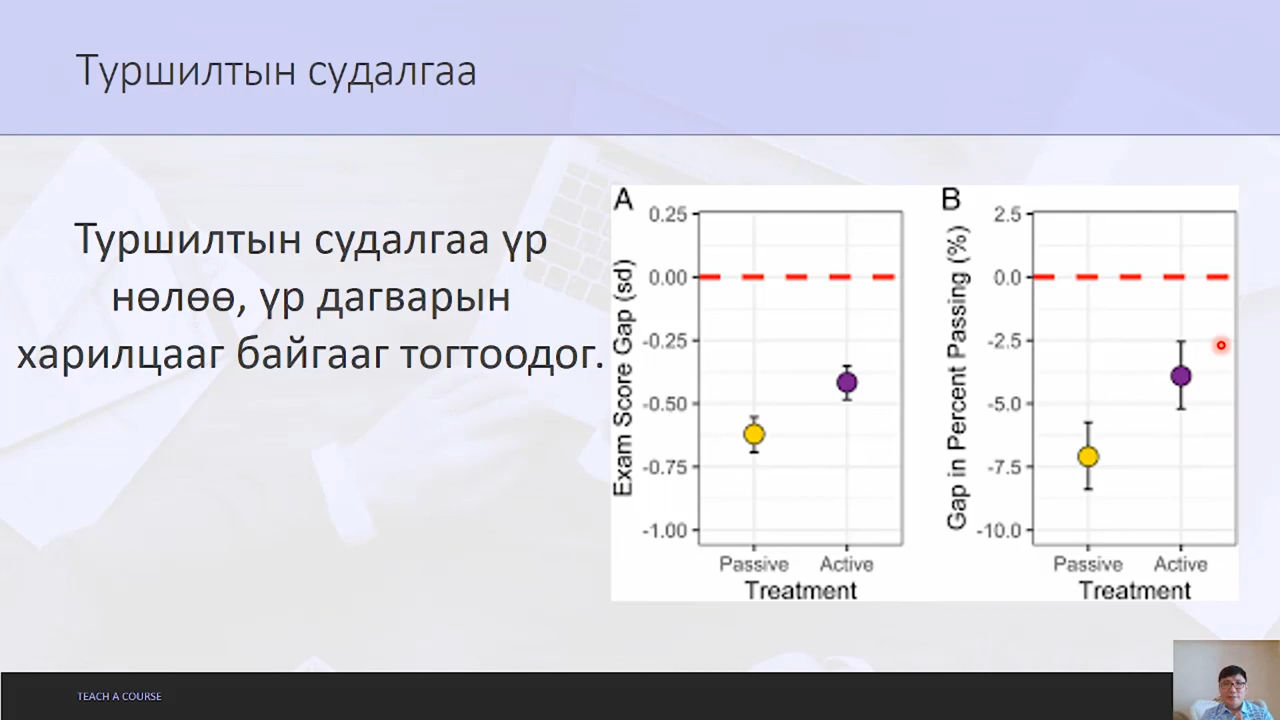 Туршилтын судалгаа
Туршилтын судалгаа үр
нөлөө, үр дагварын
харилцааг байгааг тогтоодог.
A
Exam Score Gap (sd)
0.25
0.00
-0.25
-0.50
-0.75
-1.00
Passive Active
Treatment
B
Gap in Percent Passing (%)
2.5
0.0
-2.5
-5.0
-7.5
-10.0
Passive Active
Treatment
TEACH A COURSE